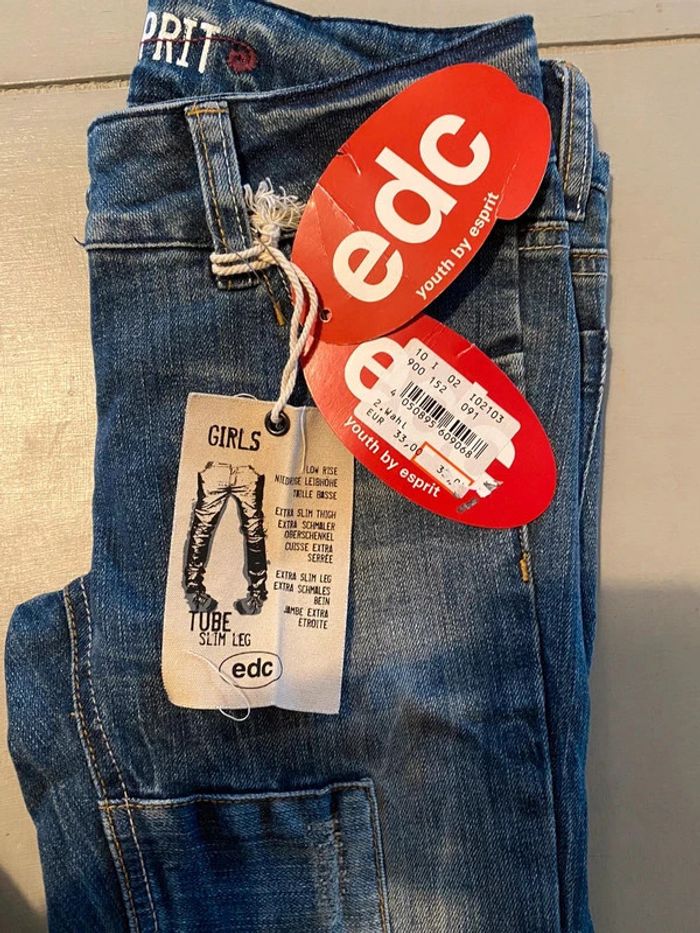 PRIT
edc
youth by esprit
10 I 02 I02103
900 152 091
4 050895 609068
2.Wahl
EUR 33,00
youth by esprit
GIRLS
LOW RISE
NIEDRIGE LEIBHÖHE
TAILLE BASSE
EXTRA SLIM THIGH
EXTRA SCHMALER
OBERSCHENKEL
CUISSE EXTRA
SERRÉE
EXTRA SLIM LEG
EXTRA SCHMALES
BEIN
JAMBE EXTRA
ÉTROITE
TUBE
SLIM LEG
edc